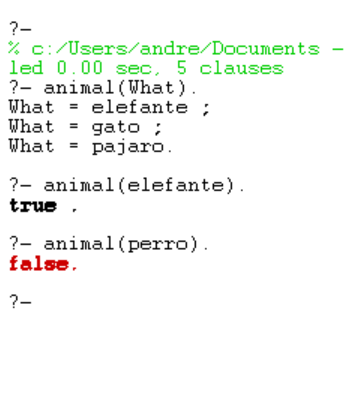 ?-
% c:/Users/andre/Documents -
led 0.00 sec, 5 clauses
?- animal(What).
What = elefante ;
What = gato ;
What = pajaro.
?- animal(elefante).
true .
?- animal(perro).
false.
?-